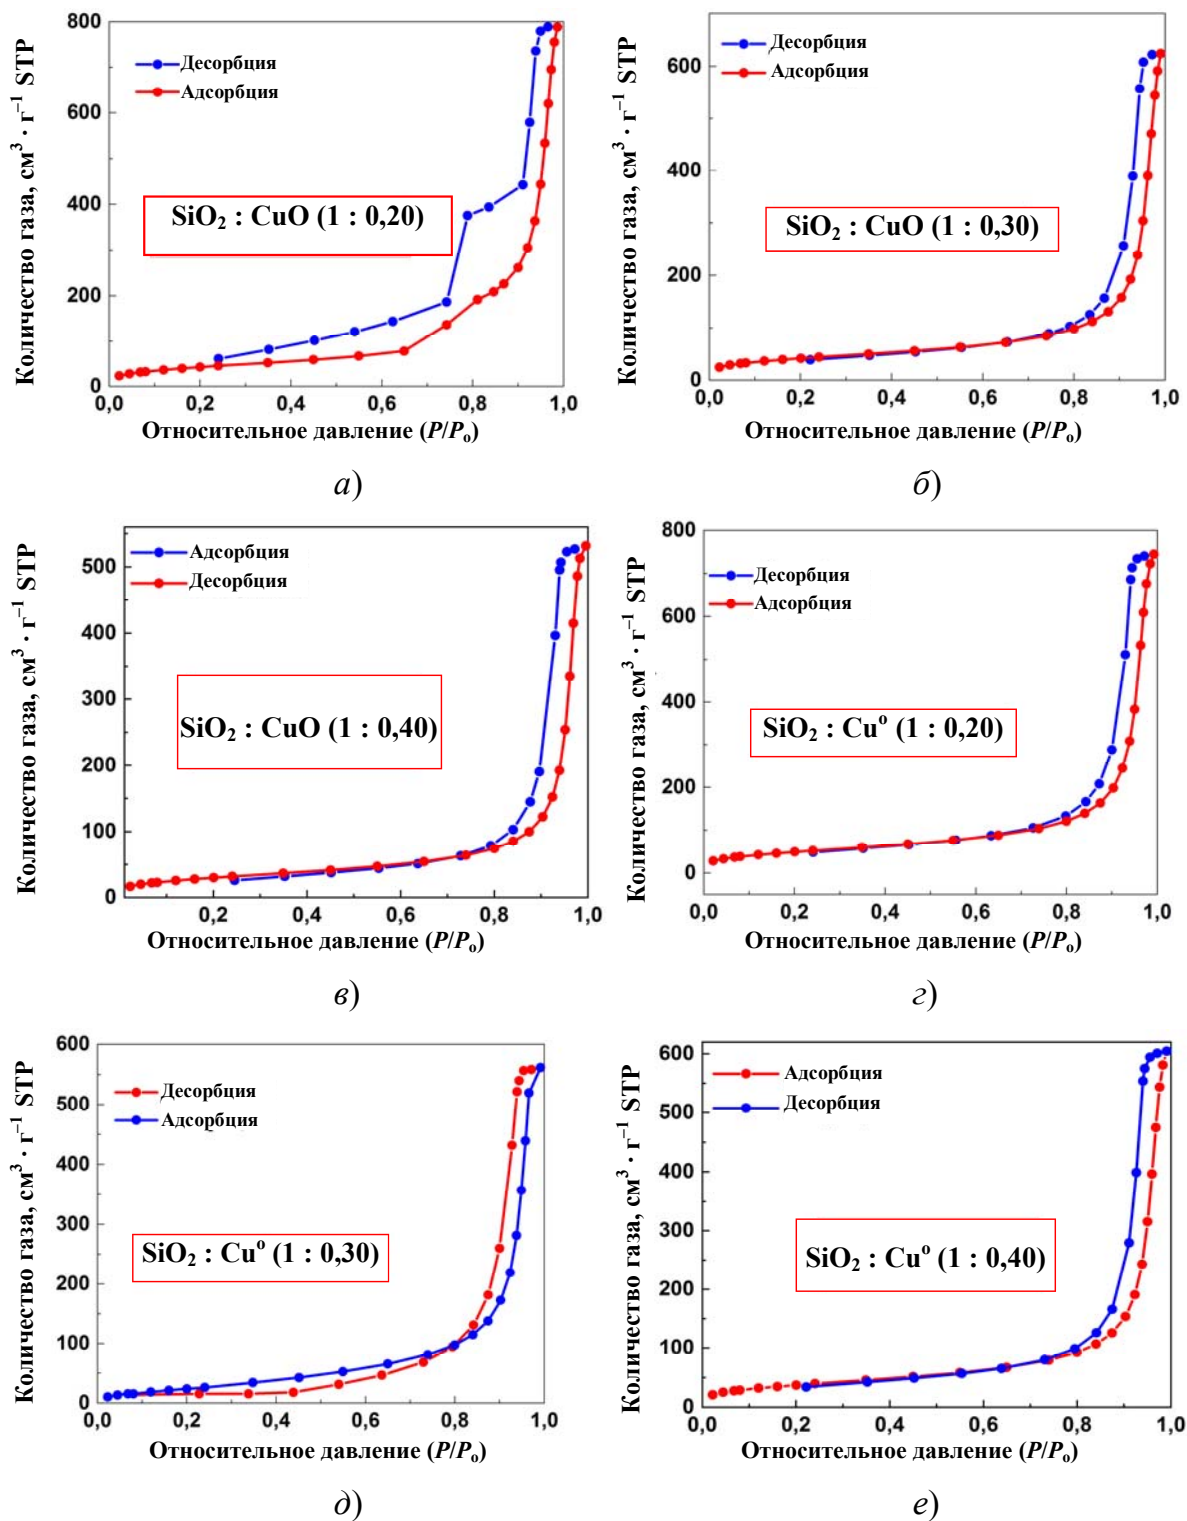 Количество газа, см³ · г⁻¹ STP
800
600
400
200
0
Десорбция
Адсорбция
SiO₂ : CuO (1 : 0,20)
0,0 0,2 0,4 0,6 0,8 1,0
Относительное давление (P/Pₒ)
а)
Количество газа, см³ · г⁻¹ STP
600
400
200
0
Десорбция
Адсорбция
SiO₂ : CuO (1 : 0,30)
0,0 0,2 0,4 0,6 0,8 1,0
Относительное давление (P/Pₒ)
б)
Количество газа, см³ · г⁻¹ STP
500
400
300
200
100
0
Адсорбция
Десорбция
SiO₂ : CuO (1 : 0,40)
0,2 0,4 0,6 0,8 1,0
Относительное давление (P/Pₒ)
в)
Количество газа, см³ · г⁻¹ STP
800
600
400
200
0
Десорбция
Адсорбция
SiO₂ : Cuᵒ (1 : 0,20)
0,0 0,2 0,4 0,6 0,8 1,0
Относительное давление (P/Pₒ)
г)
Количество газа, см³ · г⁻¹ STP
600
500
400
300
200
100
0
Десорбция
Адсорбция
SiO₂ : Cuᵒ (1 : 0,30)
0,0 0,2 0,4 0,6 0,8 1,0
Относительное давление (P/Pₒ)
д)
Количество газа, см³ · г⁻¹ STP
600
500
400
300
200
100
0
Адсорбция
Десорбция
SiO₂ : Cuᵒ (1 : 0,40)
0,0 0,2 0,4 0,6 0,8 1,0
Относительное давление (P/Pₒ)
е)